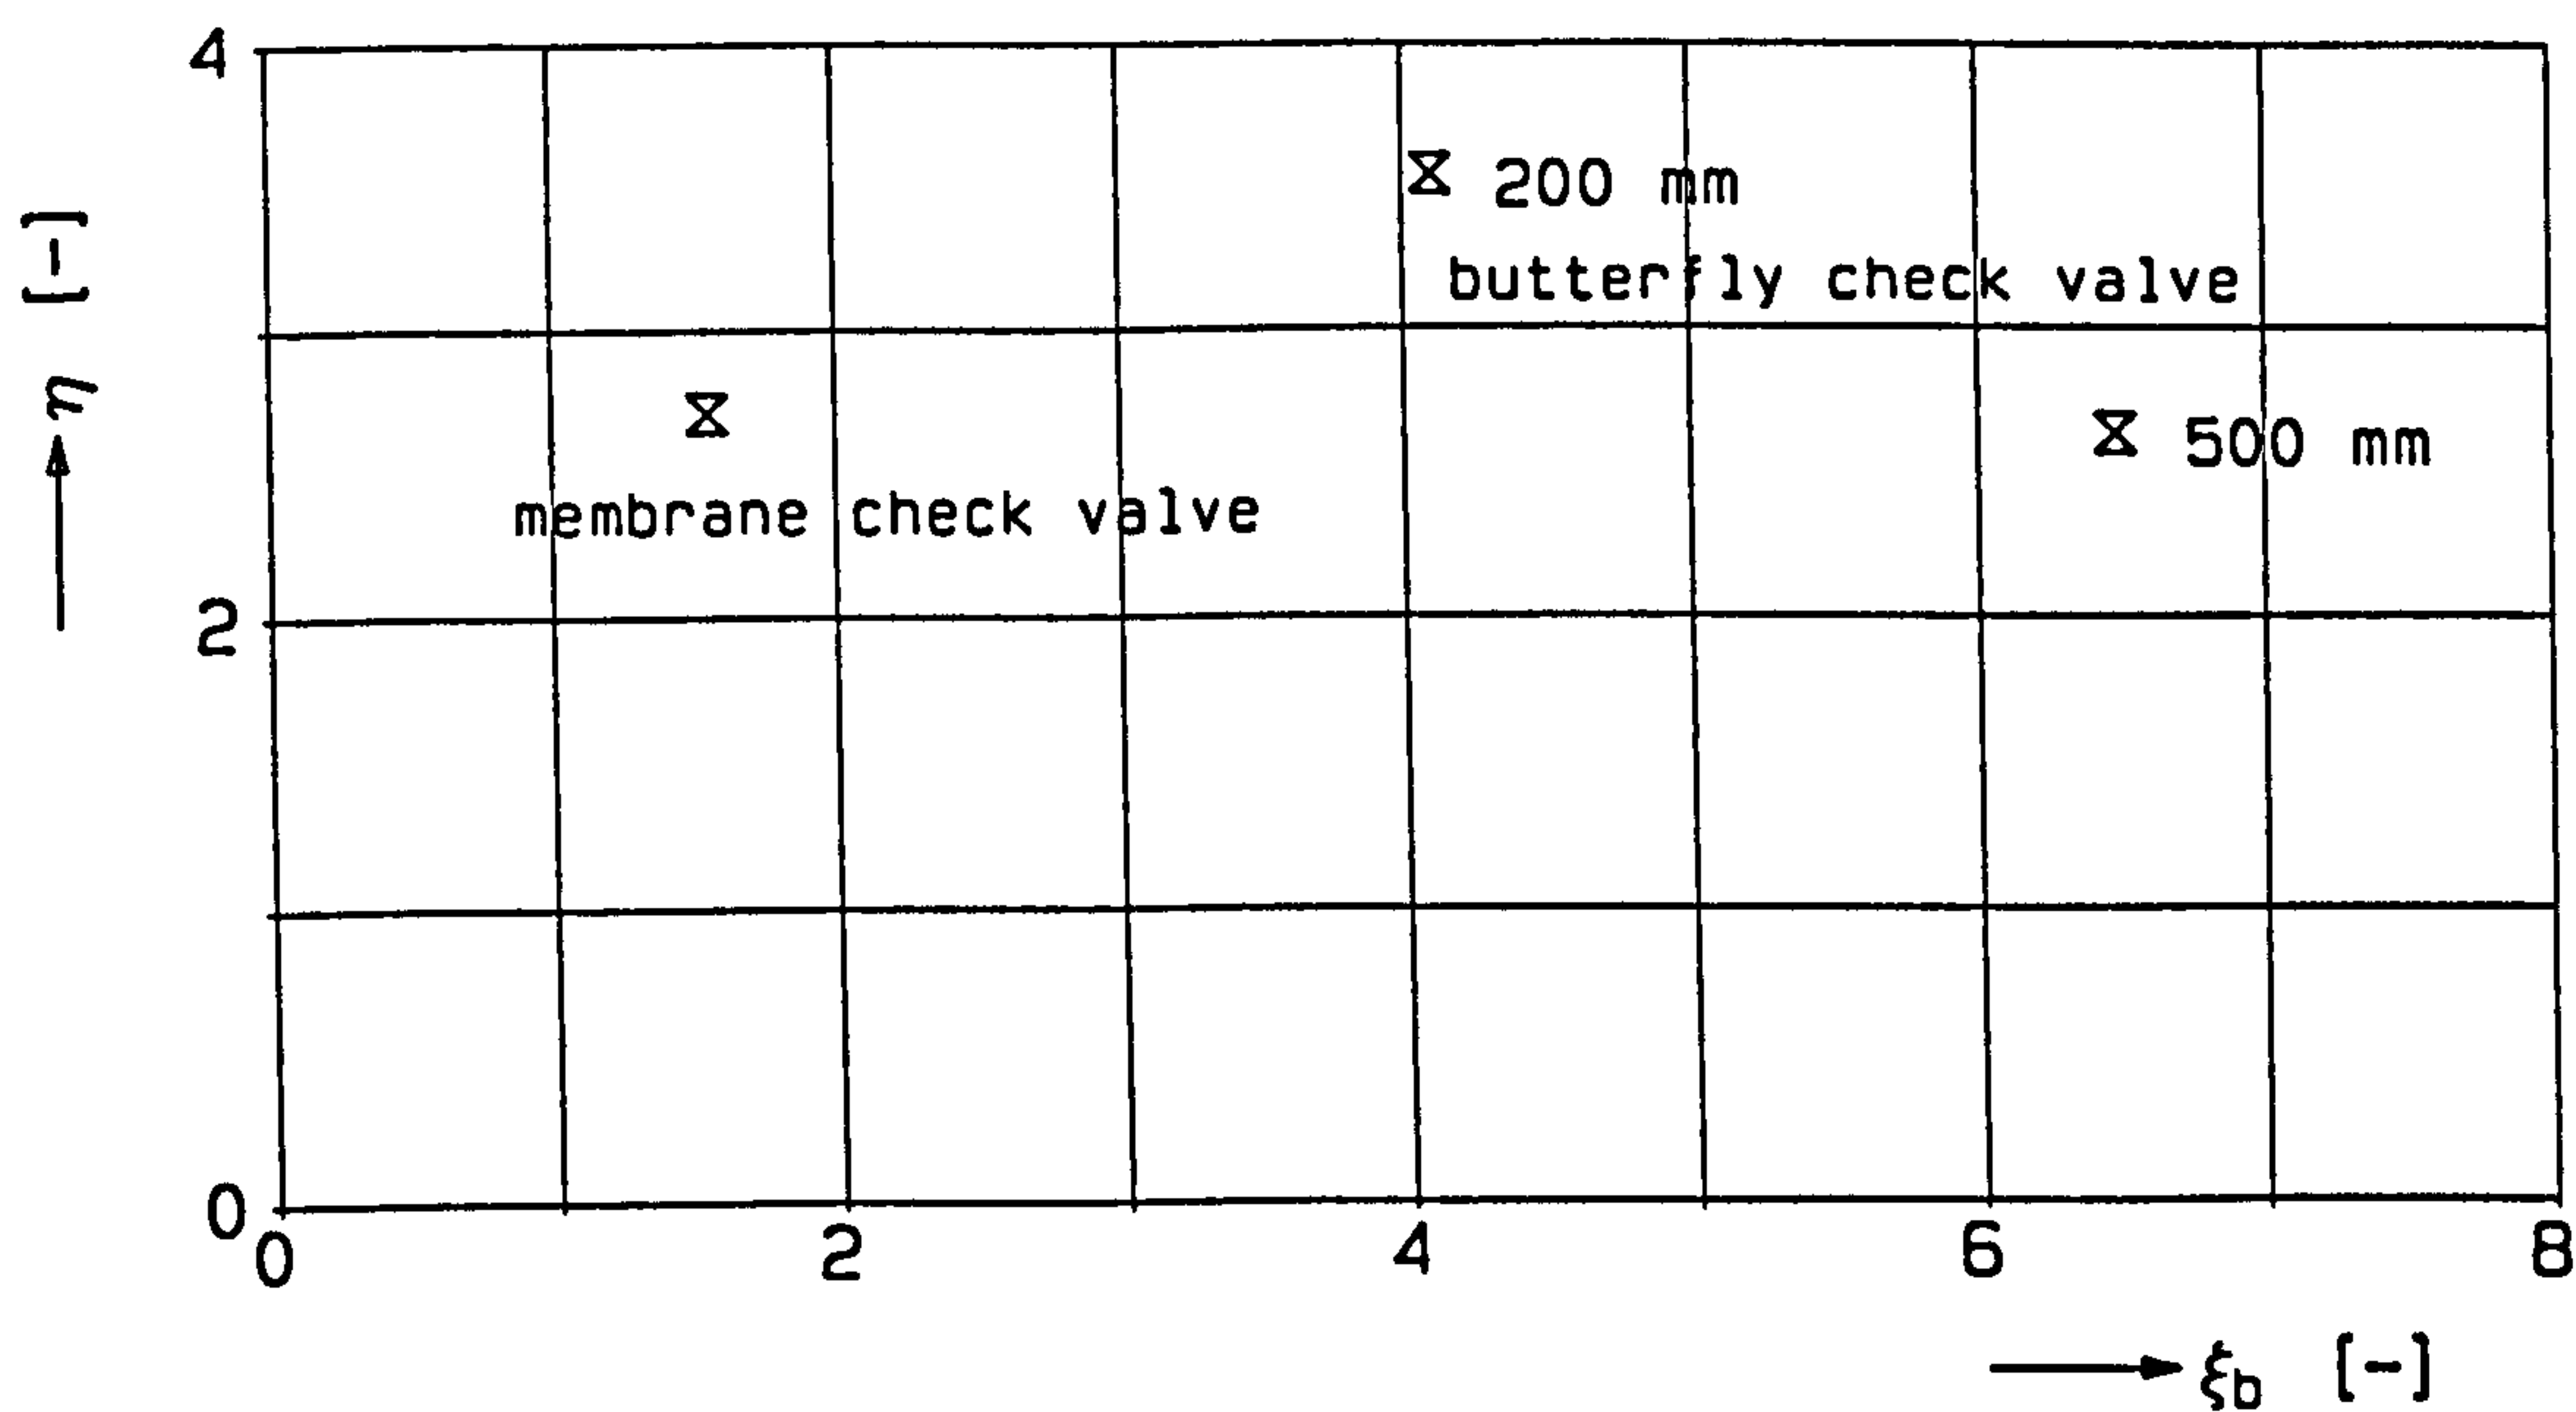 4
200 mm
butterfly check valve
η [-]
500 mm
membrane check valve
2
0
0 2 4 6 8
ξb [-]